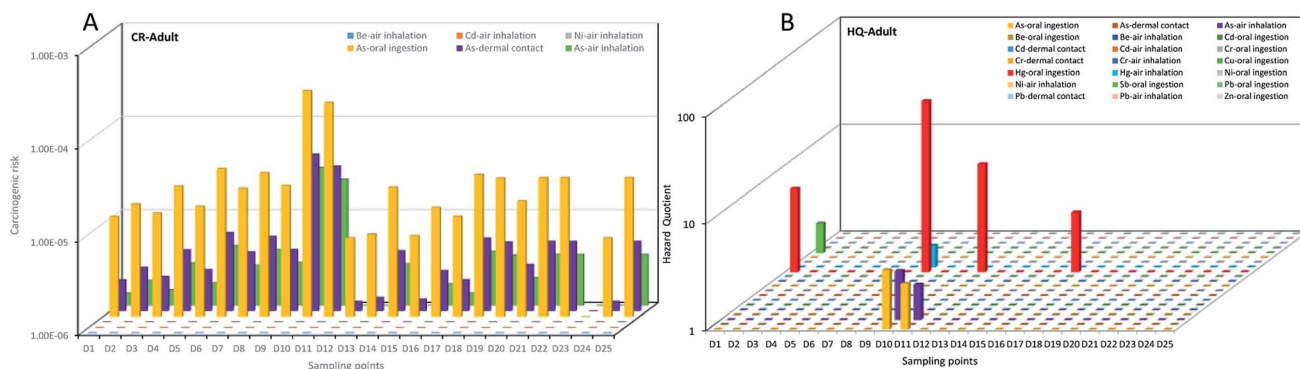 A
CR-Adult
Be-air inhalation Cd-air inhalation Ni-air inhalation
As-oral ingestion As-dermal contact As-air inhalation
Carcinogenic risk
1.00E-03
1.00E-04
1.00E-05
1.00E-06
D1 D2 D3 D4 D5 D6 D7 D8 D9 D10 D11 D12 D13 D14 D15 D16 D17 D18 D19 D20 D21 D22 D23 D24 D25
Sampling points
B
HQ-Adult
As-oral ingestion As-dermal contact As-air inhalation
Be-oral ingestion Be-air inhalation Cd-oral ingestion
Cd-dermal contact Cd-air inhalation Cr-oral ingestion
Cr-dermal contact Cr-air inhalation Cu-oral ingestion
Hg-oral ingestion Hg-air inhalation Ni-oral ingestion
Ni-air inhalation Sb-oral ingestion Pb-oral ingestion
Pb-dermal contact Pb-air inhalation Zn-oral ingestion
Hazard Quotient
100
10
1
D1 D2 D3 D4 D5 D6 D7 D8 D9 D10 D11 D12 D13 D14 D15 D16 D17 D18 D19 D20 D21 D22 D23 D24 D25
Sampling points